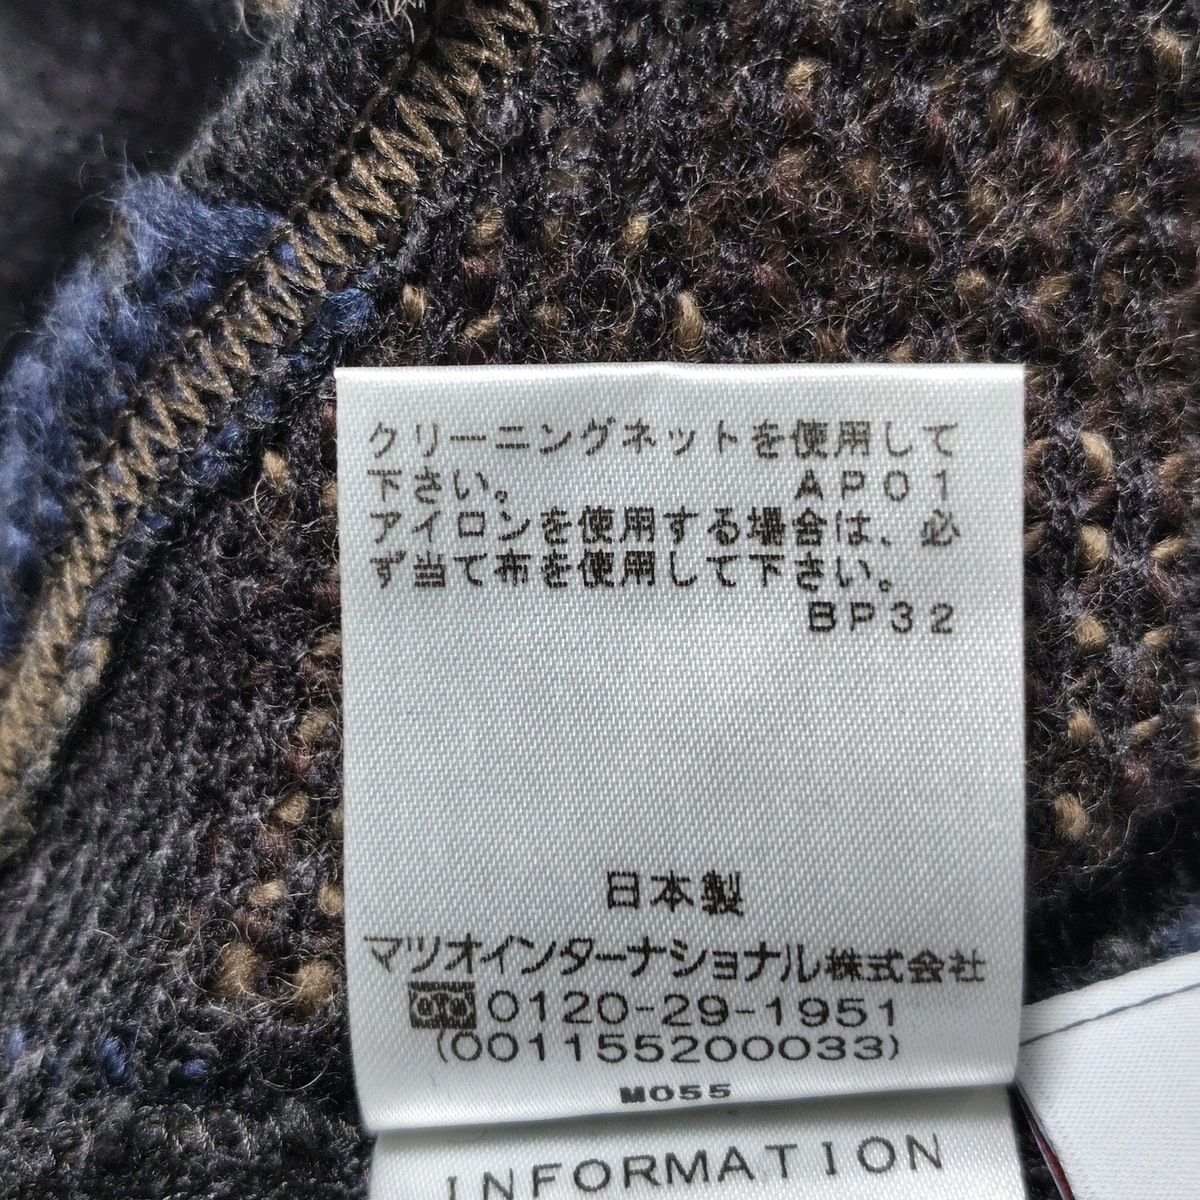 クリーニングネットを使用して
下さい。 AP01
アイロンを使用する場合は、必
ず当て布を使用して下さい。
BP32
日本製
マツオインターナショナル株式会社
0120-29-1951
(001155200033)
M055
INFORMATION